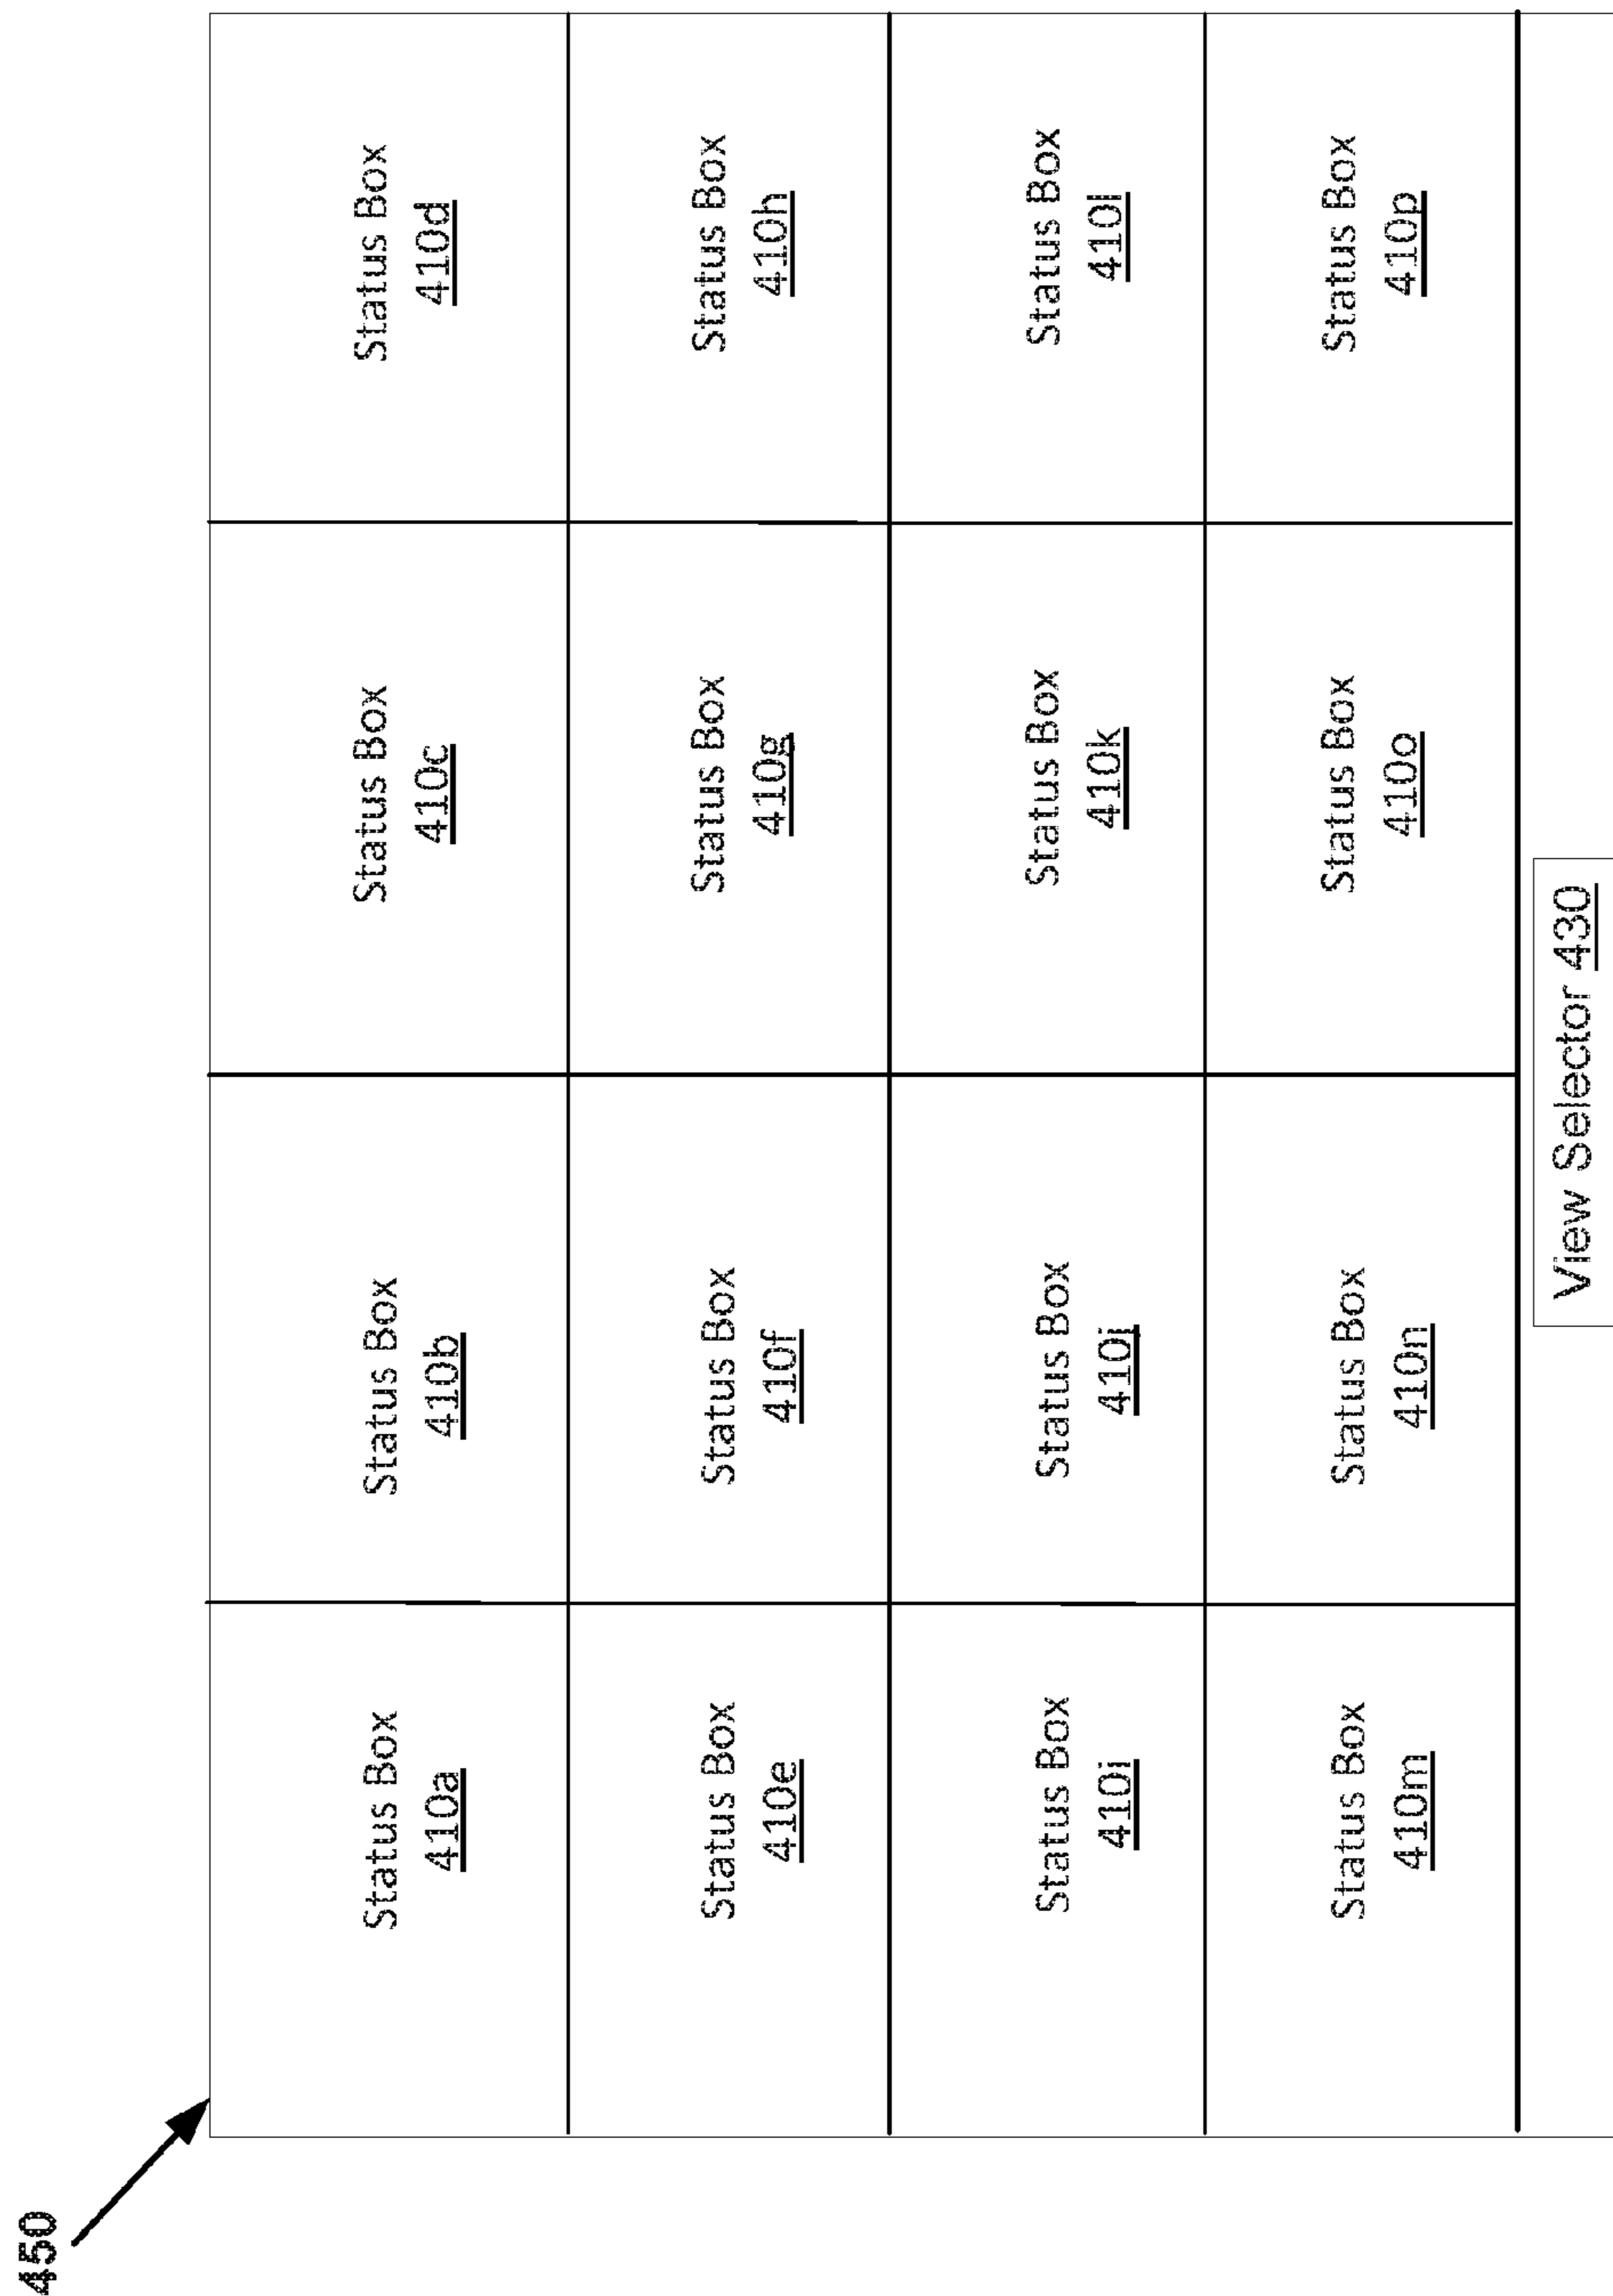 450
Status Box
410a
Status Box
410b
Status Box
410c
Status Box
410d
Status Box
410e
Status Box
410f
Status Box
410g
Status Box
410h
Status Box
410i
Status Box
410j
Status Box
410k
Status Box
410l
Status Box
410m
Status Box
410n
Status Box
410o
Status Box
410p
View Selector 430